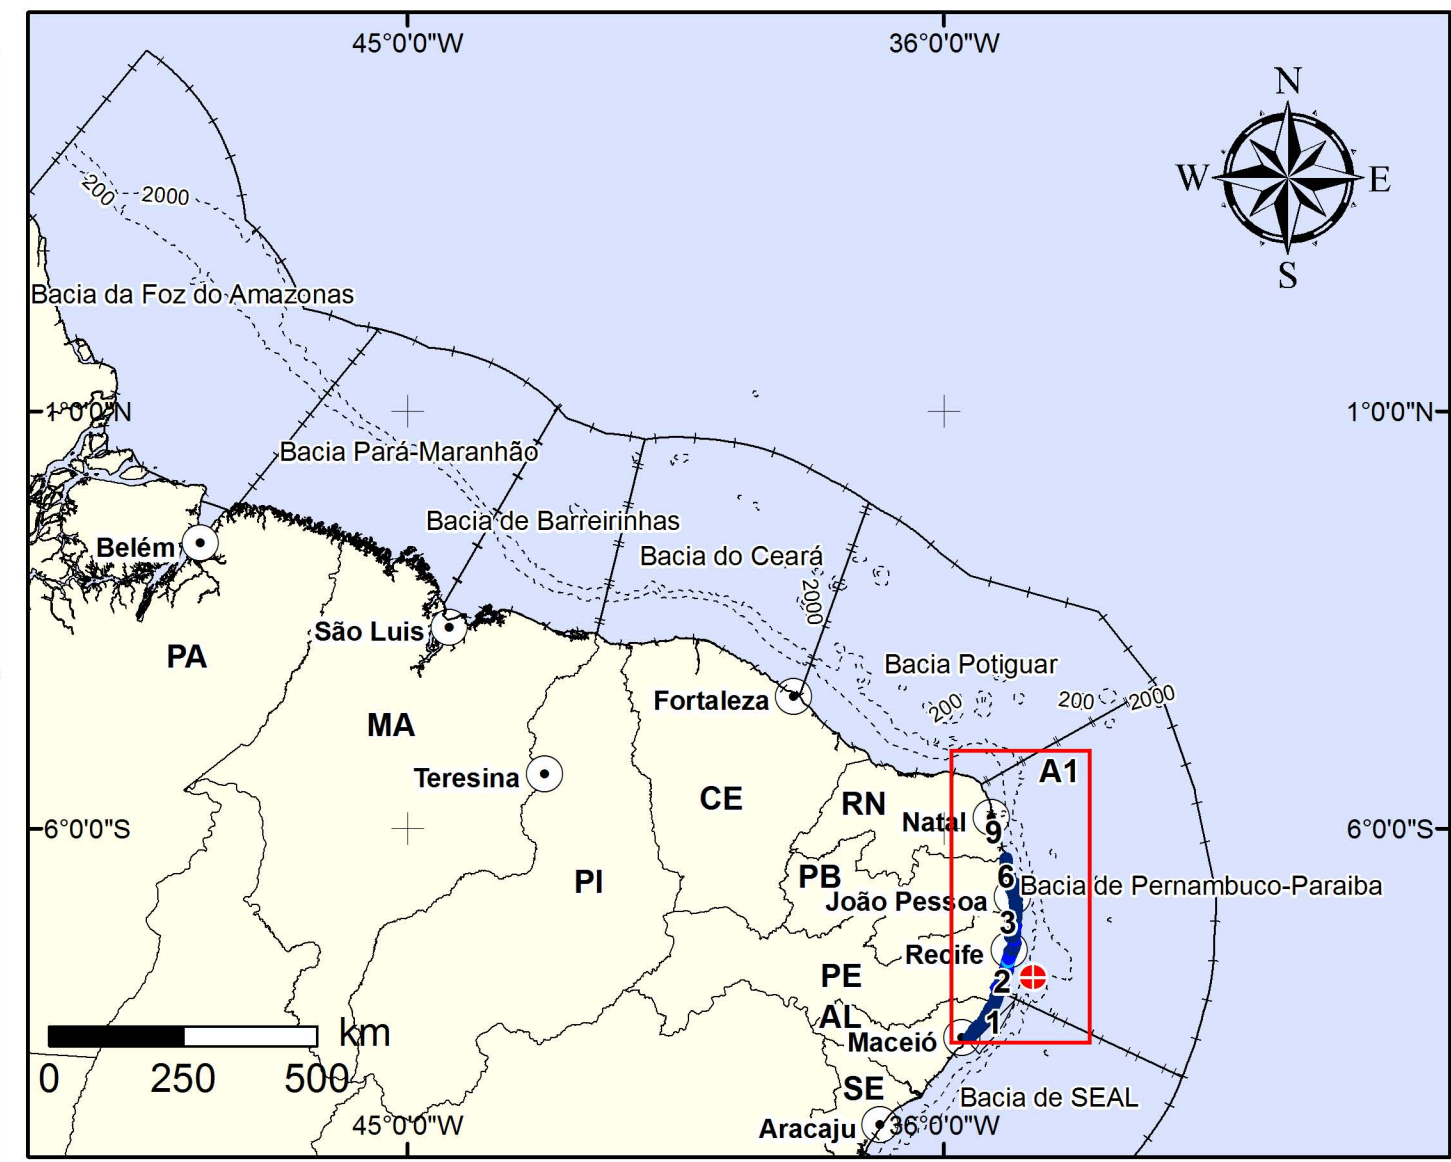 45°0'0"W
36°0'0"W
N
W
E
S
200
2000
Bacia da Foz do Amazonas
1°0'0"N
1°0'0"N
Bacia Pará-Maranhão
Bacia de Barreirinhas
Belém
Bacia do Ceará
2000
São Luis
PA
Bacia Potiguar
Fortaleza
200
200
2000
MA
A1
Teresina
CE
RN
Natal
9
6°0'0"S
6°0'0"S
PI
PB
6
Bacia de Pernambuco-Paraiba
João Pessoa
3
Recife
PE
2
AL
1
Maceió
km
0
250
500
SE
Bacia de SEAL
45°0'0"W
Aracaju
36°0'0"W